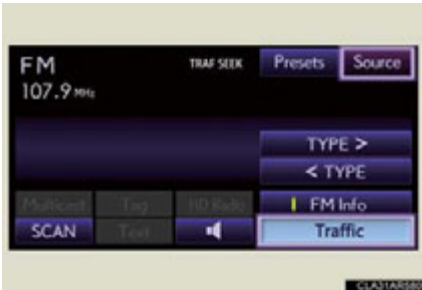 FM TRAF SEEK Presets Source
107.9 MHz
TYPE >
< TYPE
Multicast Tag HD Radio FM Info
SCAN Text Traffic
CLA31ARS80